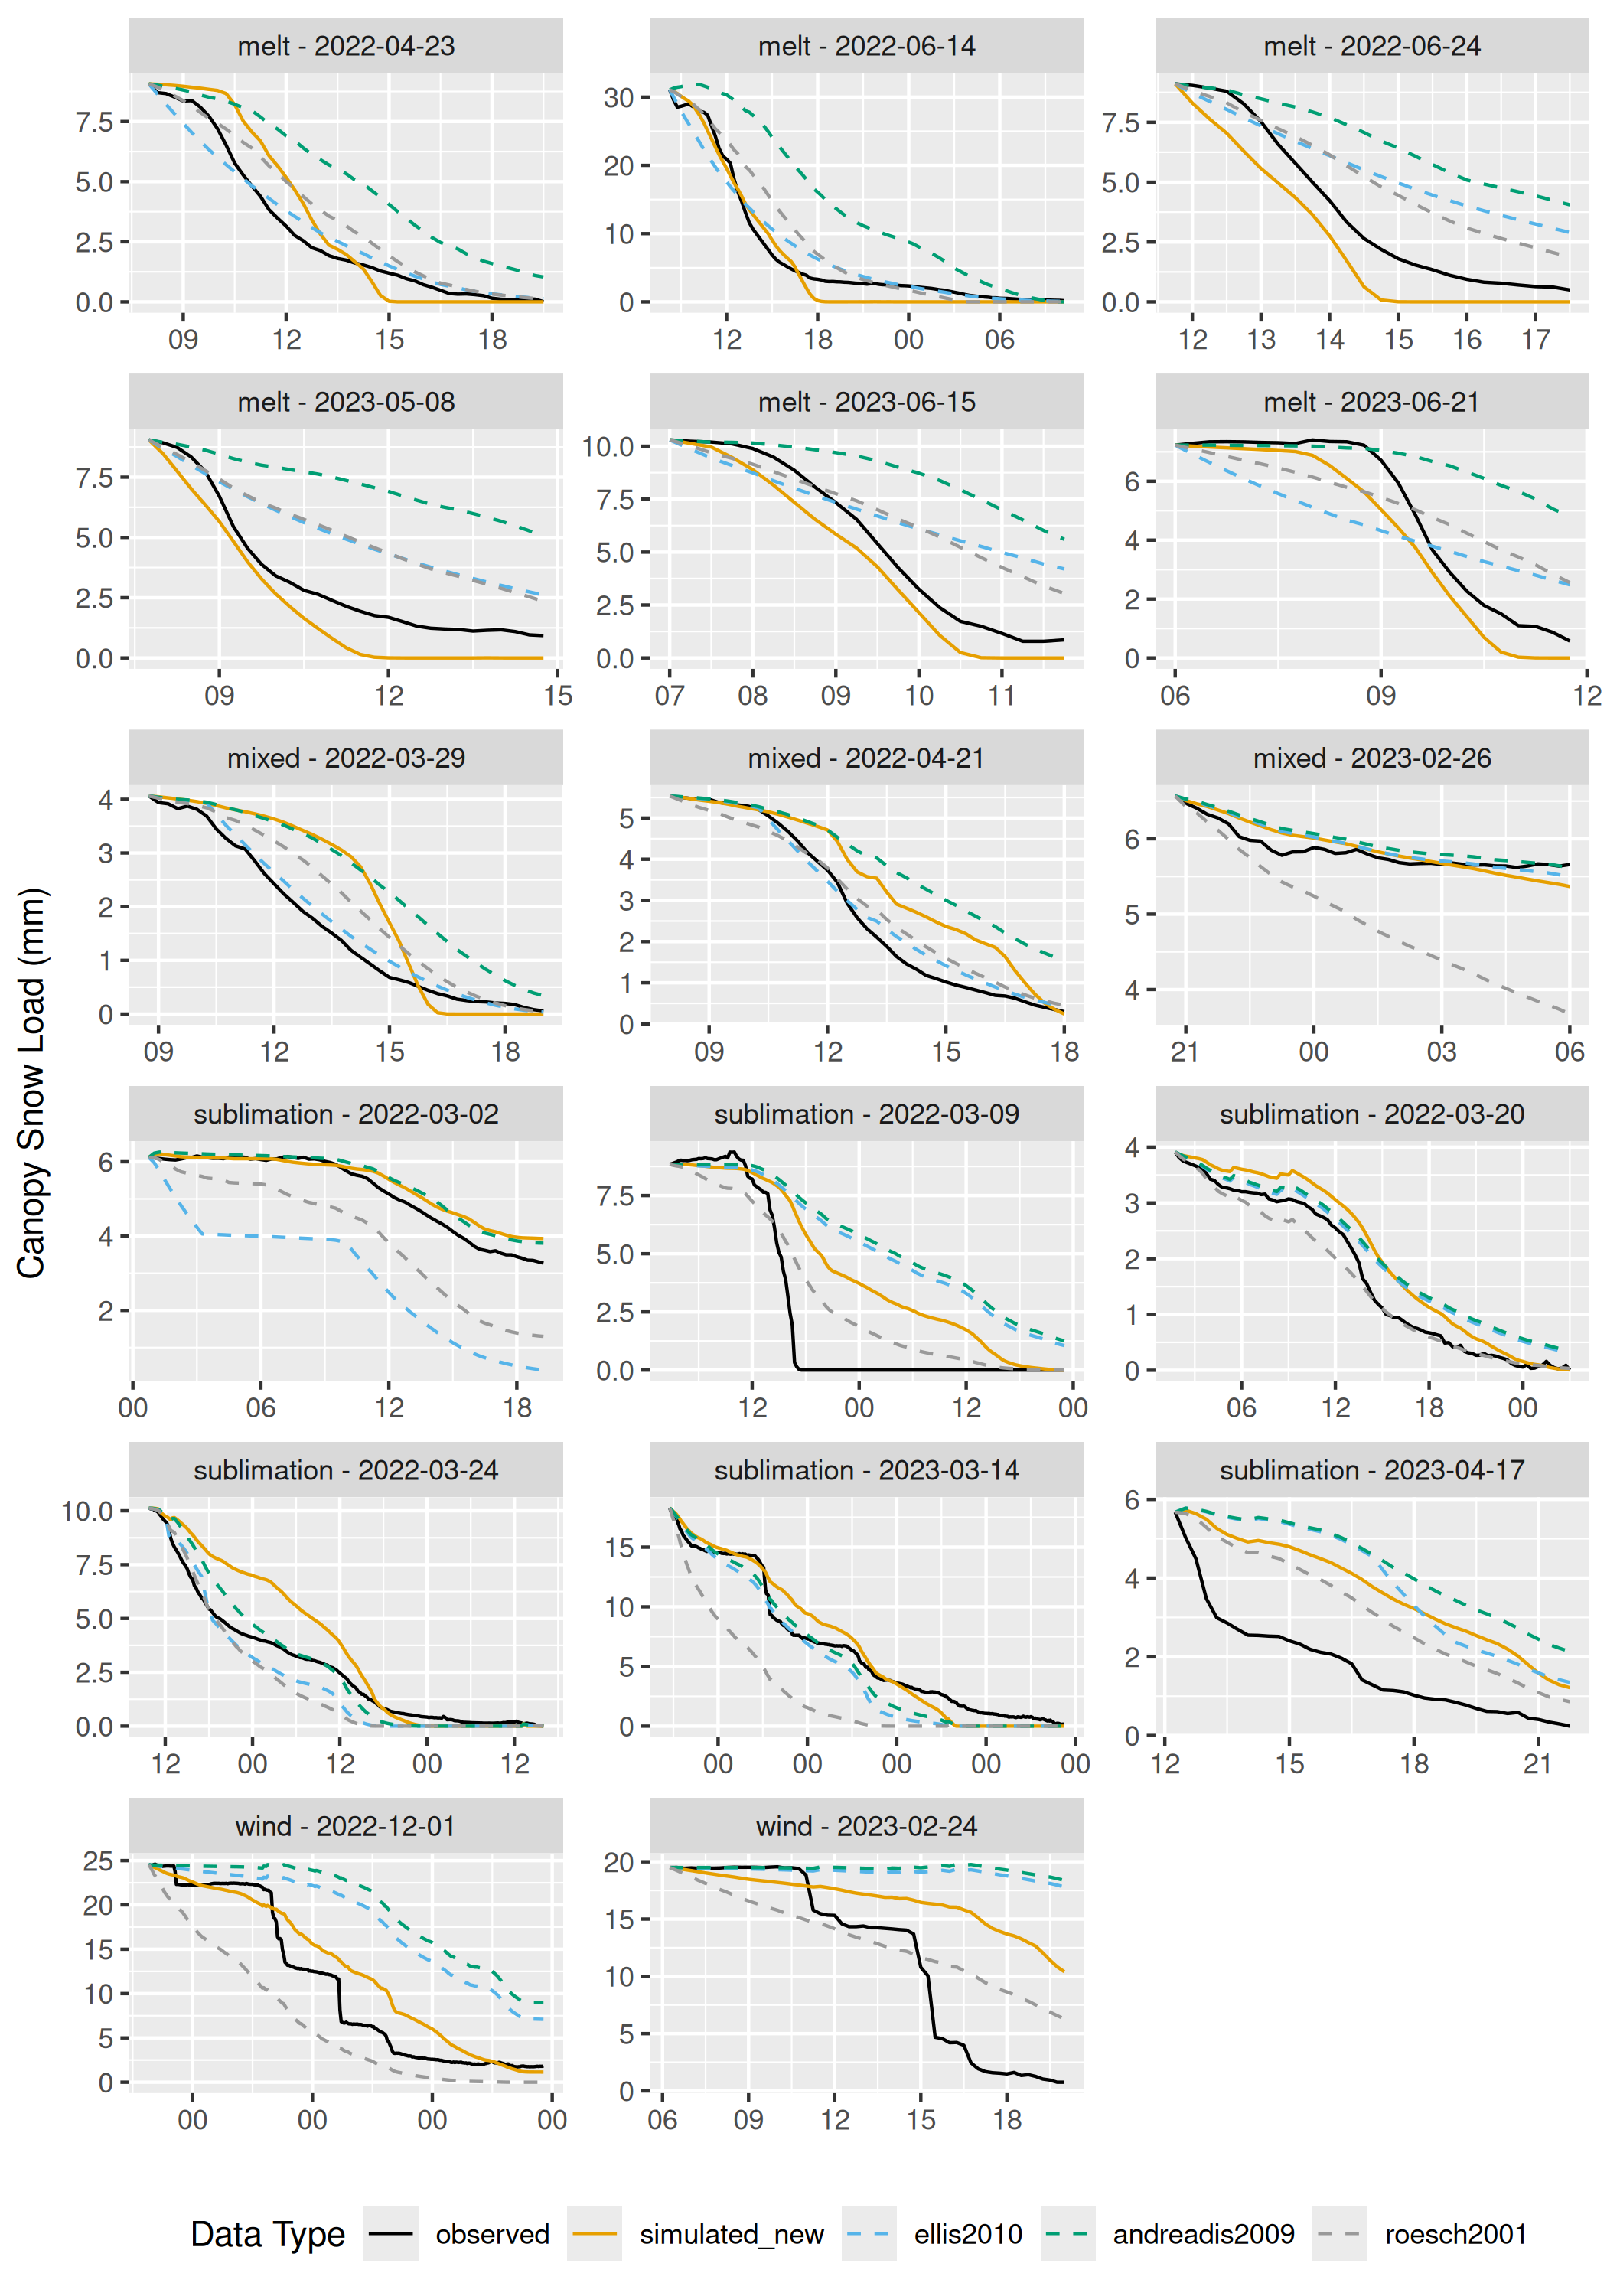 melt - 2022-04-23
melt - 2022-06-14
melt - 2022-06-24
7.5
5.0
2.5
0.0
09 12 15 18
30
20
10
0
12 18 00 06
7.5
5.0
2.5
0.0
12 13 14 15 16 17
melt - 2023-05-08
melt - 2023-06-15
melt - 2023-06-21
7.5
5.0
2.5
0.0
09 12 15
10.0
7.5
5.0
2.5
0.0
07 08 09 10 11
6
4
2
0
06 09 12
mixed - 2022-03-29
mixed - 2022-04-21
mixed - 2023-02-26
4
3
2
1
0
09 12 15 18
5
4
3
2
1
0
09 12 15 18
6
5
4
21 00 03 06
Canopy Snow Load (mm)
sublimation - 2022-03-02
sublimation - 2022-03-09
sublimation - 2022-03-20
6
4
2
00 06 12 18
7.5
5.0
2.5
0.0
12 00 12 00
4
3
2
1
0
06 12 18 00
sublimation - 2022-03-24
sublimation - 2023-03-14
sublimation - 2023-04-17
10.0
7.5
5.0
2.5
0.0
12 00 12 00 12
15
10
5
0
00 00 00 00 00
6
4
2
0
12 15 18 21
wind - 2022-12-01
wind - 2023-02-24
25
20
15
10
5
0
00 00 00 00
20
15
10
5
0
06 09 12 15 18
Data Type observed simulated_new ellis2010 andreadis2009 roesch2001